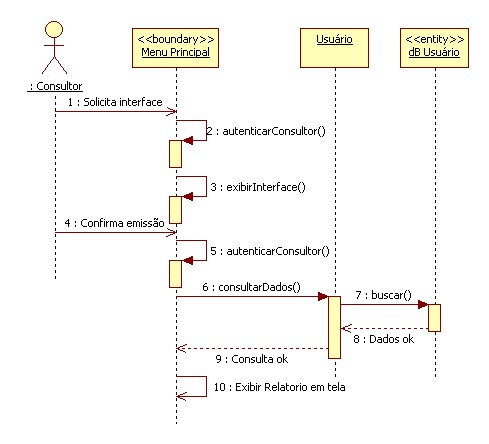 <<boundary>>
Menu Principal
Usuário
<<entity>>
dB Usuário
: Consultor
1 : Solicita interface
2 : autenticarConsultor()
3 : exibirInterface()
4 : Confirma emissão
5 : autenticarConsultor()
6 : consultarDados()
7 : buscar()
8 : Dados ok
9 : Consulta ok
10 : Exibir Relatorio em tela